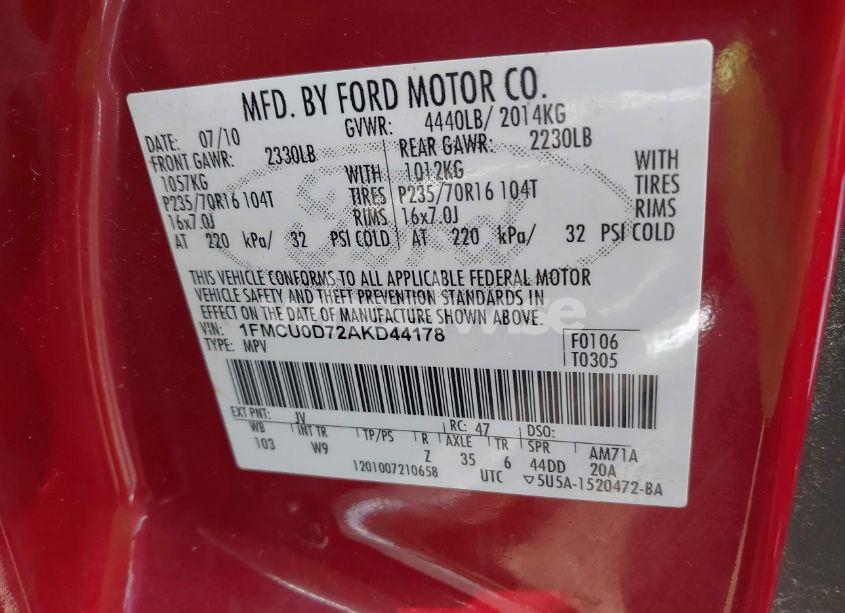 MFD. BY FORD MOTOR CO.
DATE: 07/10 GVWR: 4440LB/ 2014KG
FRONT GAWR: 2330LB REAR GAWR: 2230LB
1057KG WITH 1012KG WITH
P235/70R16 104T TIRES P235/70R16 104T TIRES
16x7.0J RIMS 16x7.0J RIMS
AT 220 kPa/ 32 PSI COLD AT 220 kPa/ 32 PSI COLD
THIS VEHICLE CONFORMS TO ALL APPLICABLE FEDERAL MOTOR
VEHICLE SAFETY AND THEFT PREVENTION STANDARDS IN
EFFECT ON THE DATE OF MANUFACTURE SHOWN ABOVE.
VIN: 1FMCU0D72AKD44178
TYPE: MPV
F0106
T0305
EXT PNT: JV RC: 47 DSO:
WB INT TR TP/PS R AXLE TR SPR AM71A
103 W9 Z 35 6 44DD 20A
1201007210658 UTC ▽5U5A-1520472-BA